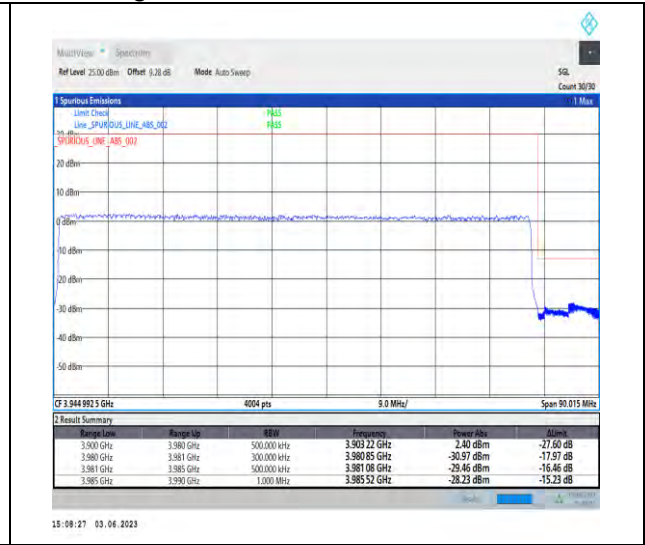 MultiView Spectrum
Ref Level 25.00 dBm Offset 9.28 dB Mode Auto Sweep SGL
Count 30/30
1 Spurious Emissions 1 Max
Limit Check PASS
Line _SPURIOUS_LINE_ABS_002 PASS
30 dBm
_SPURIOUS_LINE_ABS_002
20 dBm
10 dBm
0 dBm
-10 dBm
-20 dBm
-30 dBm
-40 dBm
-50 dBm
CF 3.944 992 5 GHz 4004 pts 9.0 MHz/ Span 90.015 MHz
2 Result Summary
Range Low Range Up RBW Frequency Power Abs ΔLimit
3.900 GHz 3.980 GHz 500.000 kHz 3.903 22 GHz 2.40 dBm -27.60 dB
3.980 GHz 3.981 GHz 300.000 kHz 3.980 85 GHz -30.97 dBm -17.97 dB
3.981 GHz 3.985 GHz 500.000 kHz 3.981 08 GHz -29.46 dBm -16.46 dB
3.985 GHz 3.990 GHz 1.000 MHz 3.985 52 GHz -28.23 dBm -15.23 dB
15:08:27 03.06.2023